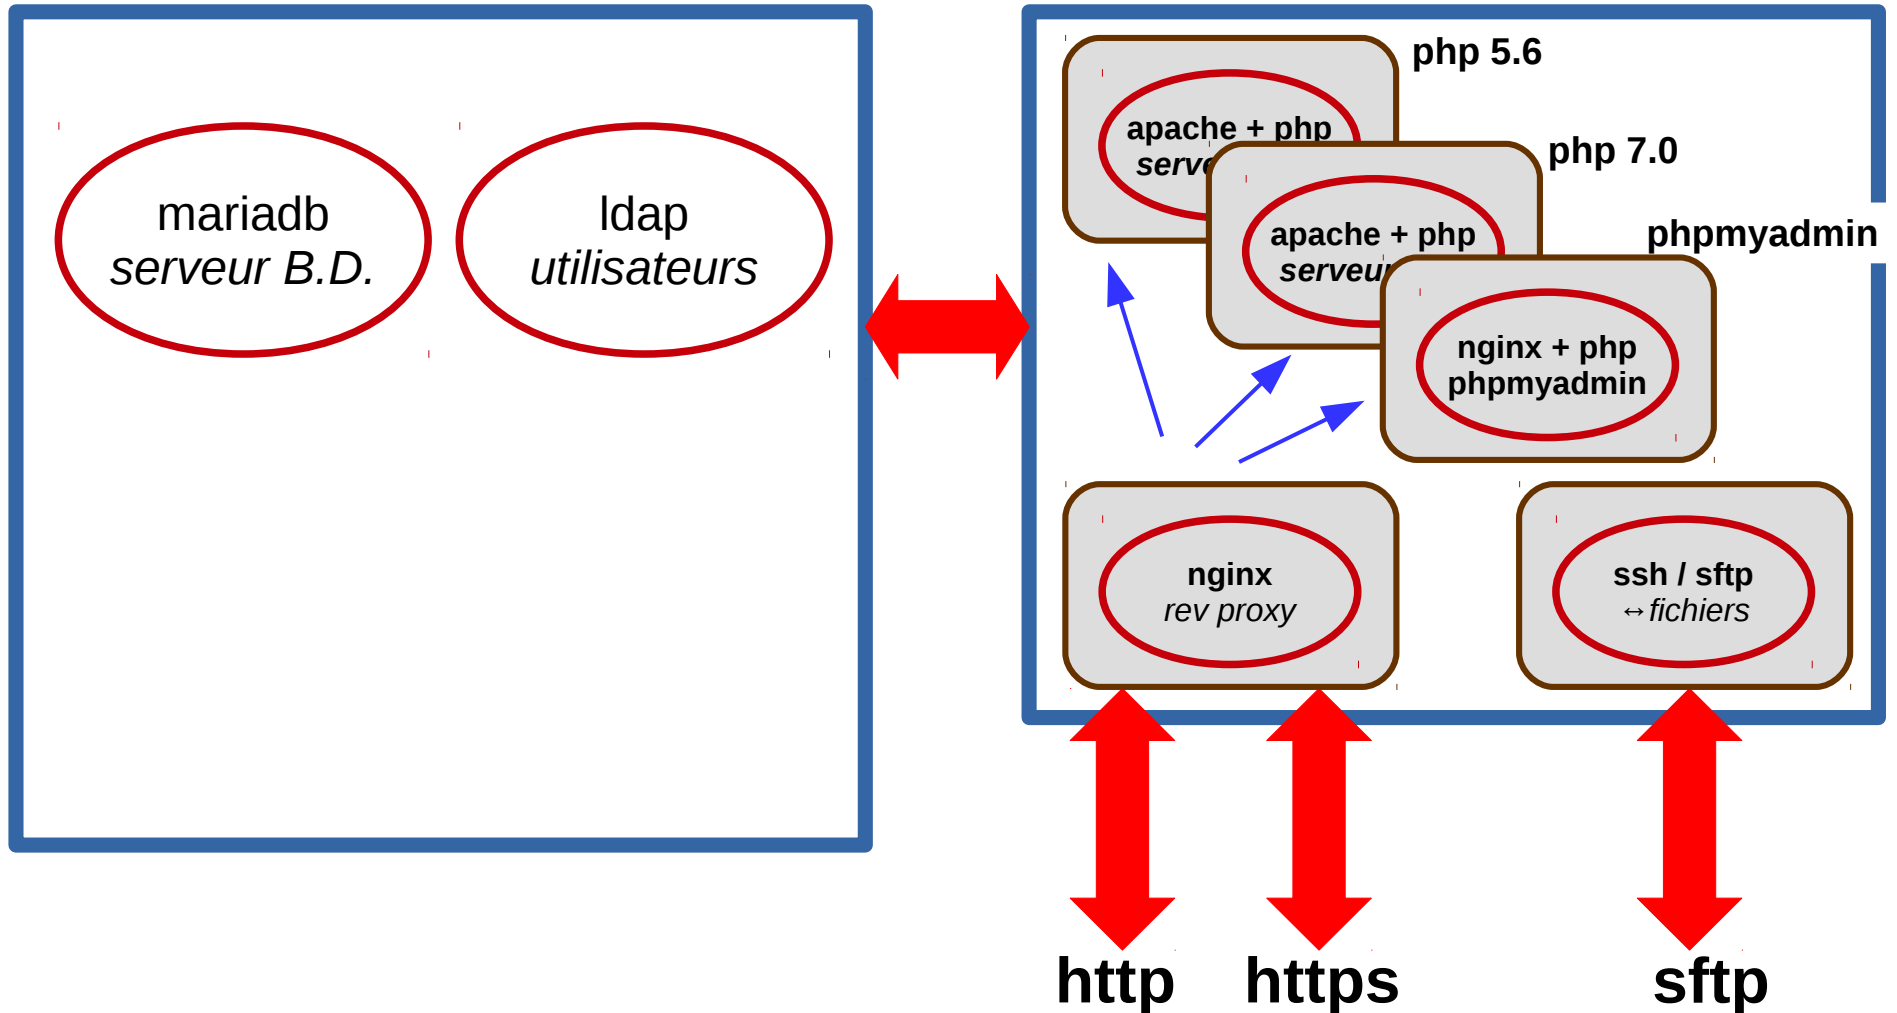 mariadb
serveur B.D.
ldap
utilisateurs
php 5.6
apache + php
php 7.0
apache + php
phpmyadmin
nginx + php
phpmyadmin
nginx
rev proxy
ssh / sftp
↔fichiers
http
https
sftp